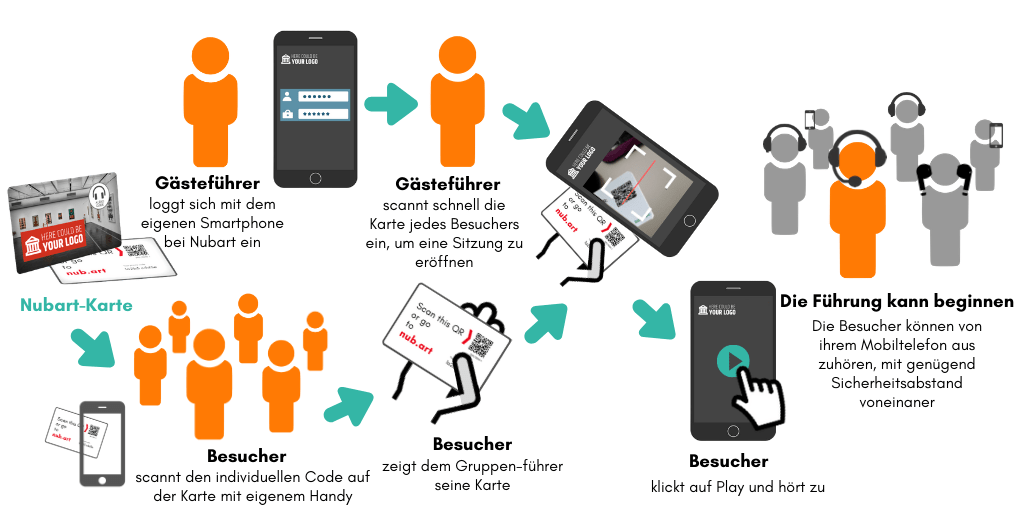 HERE COULD BE
YOUR LOGO
Gästeführer
loggt sich mit dem
eigenen Smartphone
bei Nubart ein
Gästeführer
scannt schnell die
Karte jedes Besuchers
ein, um eine Sitzung zu
eröffnen
HERE COULD BE
YOUR LOGO
Scan this QR
or go
to
nub.art
HERE COULD BE
YOUR LOGO
or go
to
nub.art
Nubart-Karte
Scan this QR
or go
to
nub.art
Besucher
scannt den individuellen Code auf
der Karte mit eigenem Handy
Scan this QR
or go
to
nub.art
Besucher
zeigt dem Gruppen-führer
seine Karte
HERE COULD BE
YOUR LOGO
Besucher
klickt auf Play und hört zu
Die Führung kann beginnen
Die Besucher können von
ihrem Mobiltelefon aus
zuhören, mit genügend
Sicherheitsabstand
voneinaner